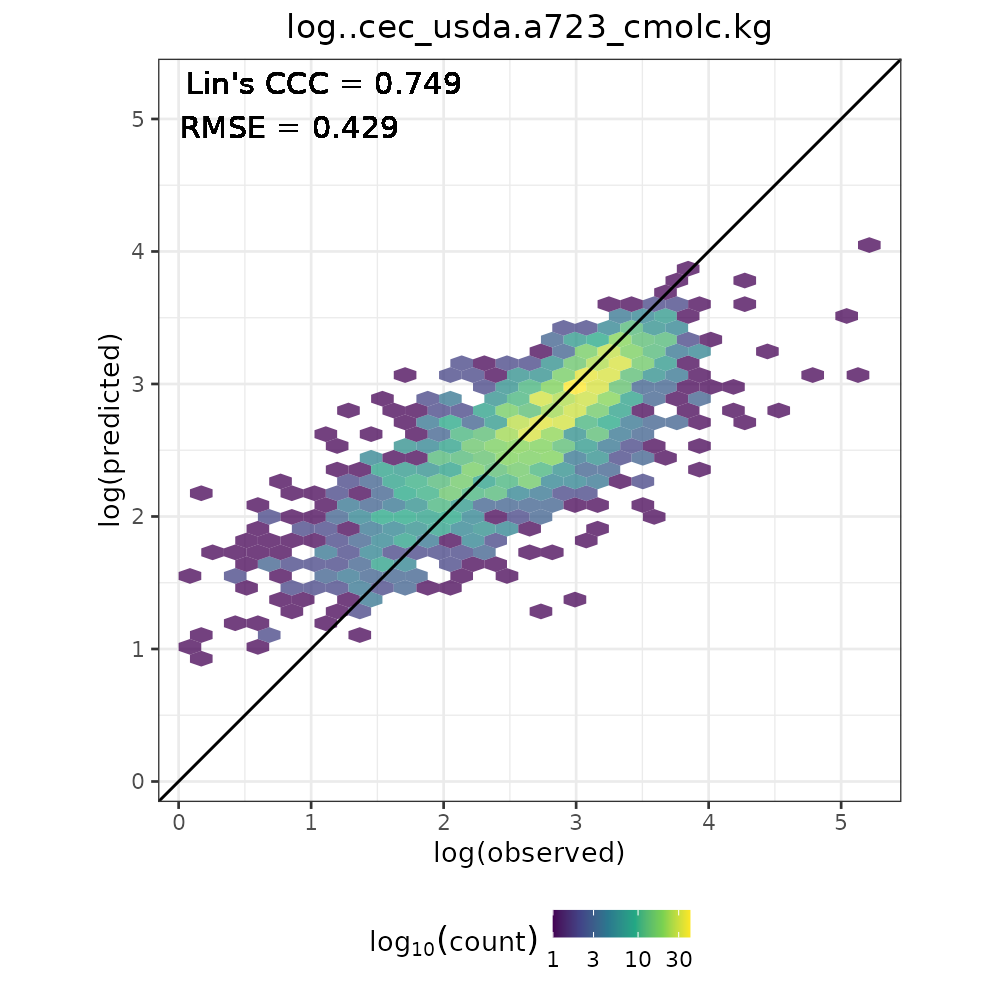 log..cec_usda.a723_cmolc.kg
Lin's CCC = 0.749
RMSE = 0.429
5
4
3
2
1
0
log(predicted)
0 1 2 3 4 5
log(observed)
log10(count)
1 3 10 30